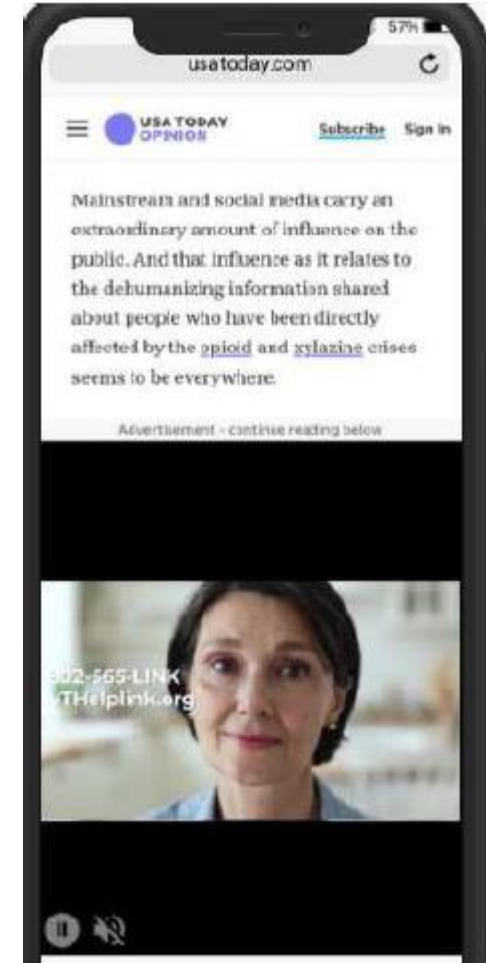 57%
usatoday.com
USA TODAY
OPINION
Subscribe Sign In
Mainstream and social media carry an
extraordinary amount of influence on the
public. And that influence as it relates to
the dehumanizing information shared
about people who have been directly
affected by the opioid and xylazine crises
seems to be everywhere.
Advertisement - continue reading below
802-565-LINK
VTHelplink.org